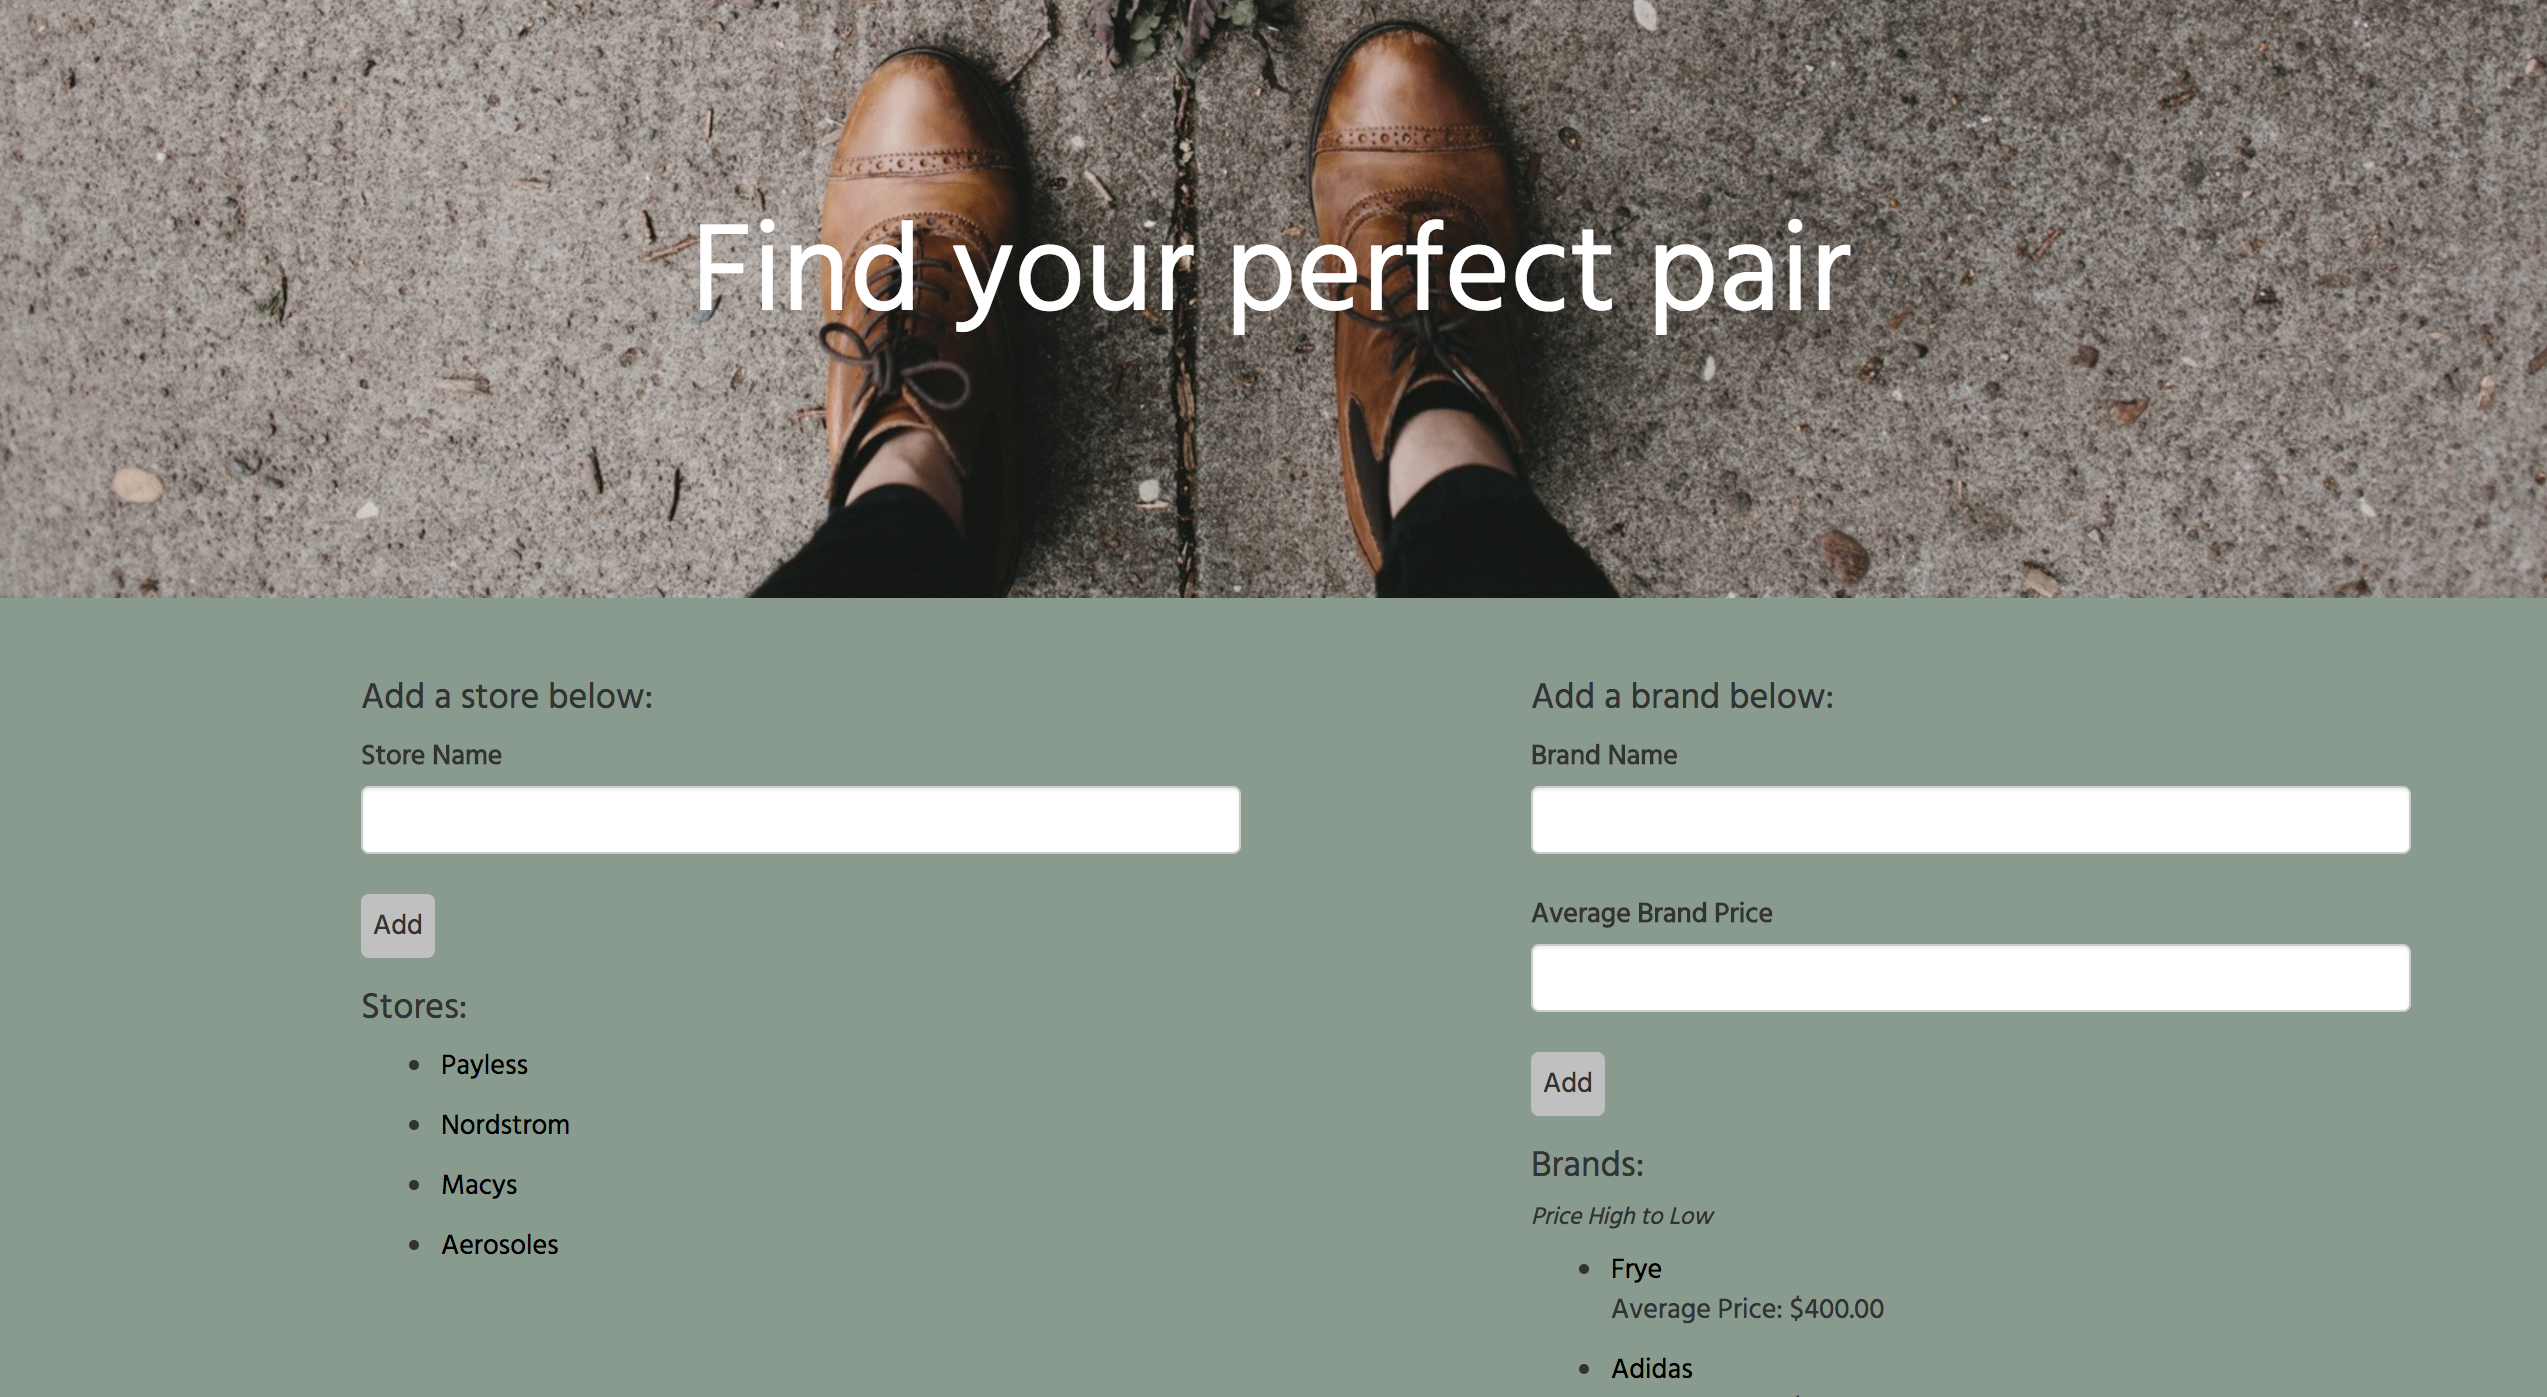 Find your perfect pair
Add a store below:
Store Name
Add
Stores:
Payless
Nordstrom
Macys
Aerosoles
Add a brand below:
Brand Name
Average Brand Price
Add
Brands:
Price High to Low
Frye
Average Price: $400.00
Adidas